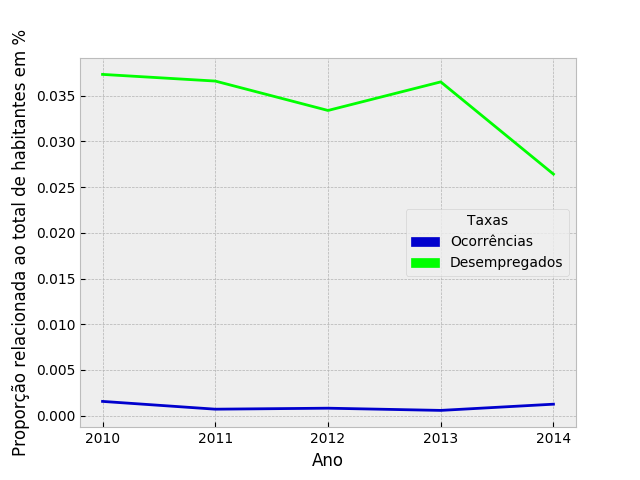 Proporção relacionada ao total de habitantes em %
0.035
0.030
0.025
0.020
0.015
0.010
0.005
0.000
Taxas
Ocorrências
Desempregados
2010 2011 2012 2013 2014
Ano